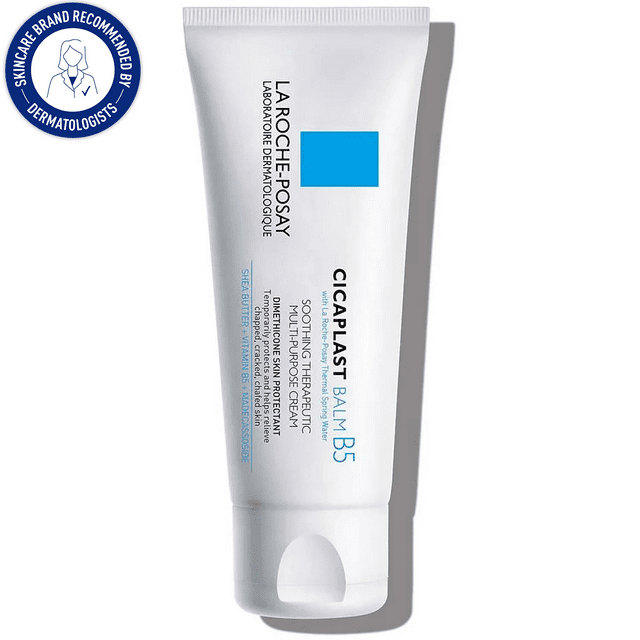 SKINCARE BRAND RECOMMENDED BY
DERMATOLOGISTS
LA ROCHE-POSAY
LABORATOIRE DERMATOLOGIQUE
CICAPLAST BALM B5
with La Roche-Posay Thermal Spring Water
SOOTHING THERAPEUTIC
MULTI-PURPOSE CREAM
DIMETHICONE SKIN PROTECTANT
Temporarily protects and helps relieve
chapped, cracked, chafed skin
SHEA BUTTER + VITAMIN B5 + MADECASSOSIDE